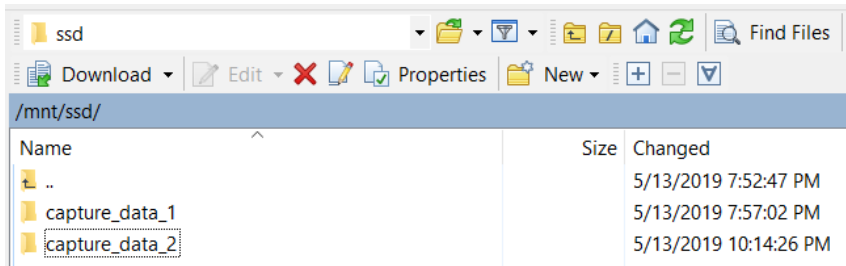 ssd Find Files
Download Edit Properties New
/mnt/ssd/
Name Size Changed
.. 5/13/2019 7:52:47 PM
capture_data_1 5/13/2019 7:57:02 PM
capture_data_2 5/13/2019 10:14:26 PM